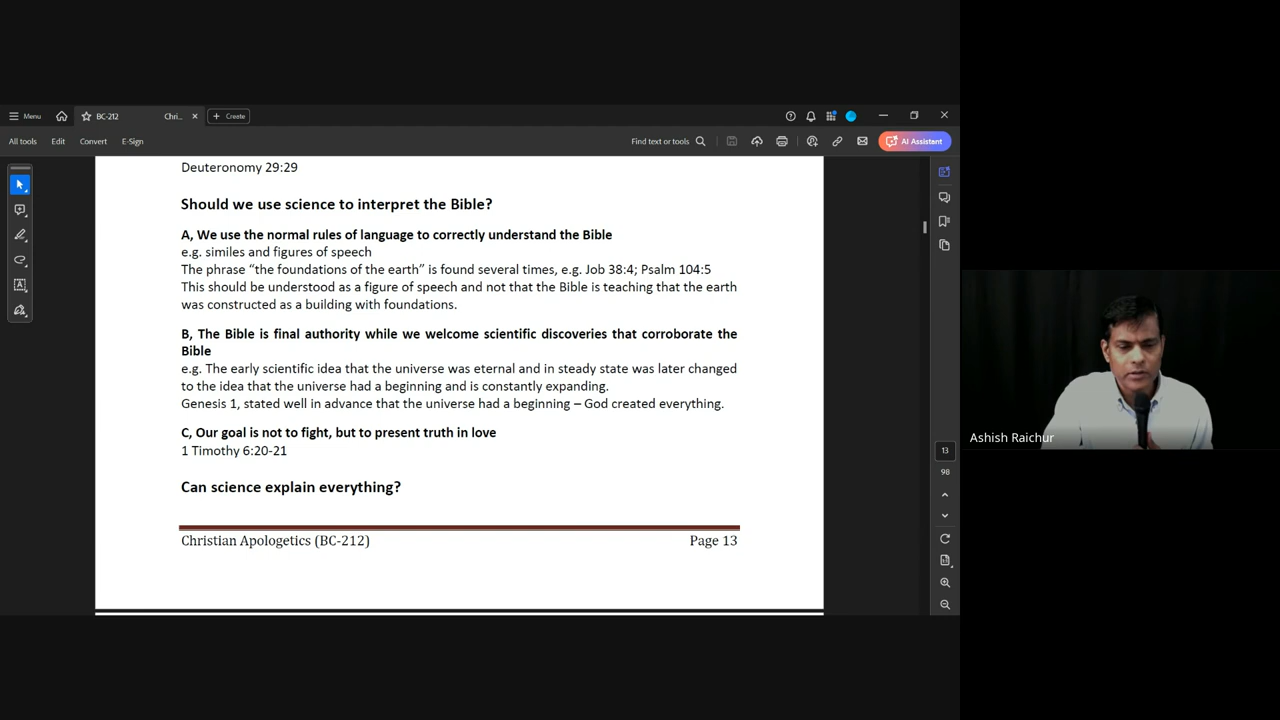 Menu
BC-212
Chri...
Create
All tools
Edit
Convert
E-Sign
Find text or tools
AI Assistant
Deuteronomy 29:29
Should we use science to interpret the Bible?
A, We use the normal rules of language to correctly understand the Bible
e.g. similes and figures of speech
The phrase “the foundations of the earth” is found several times, e.g. Job 38:4; Psalm 104:5
This should be understood as a figure of speech and not that the Bible is teaching that the earth
was constructed as a building with foundations.
B, The Bible is final authority while we welcome scientific discoveries that corroborate the
Bible
e.g. The early scientific idea that the universe was eternal and in steady state was later changed
to the idea that the universe had a beginning and is constantly expanding.
Genesis 1, stated well in advance that the universe had a beginning – God created everything.
C, Our goal is not to fight, but to present truth in love
1 Timothy 6:20-21
Can science explain everything?
Christian Apologetics (BC-212)
Page 13
13
98
Ashish Raichur